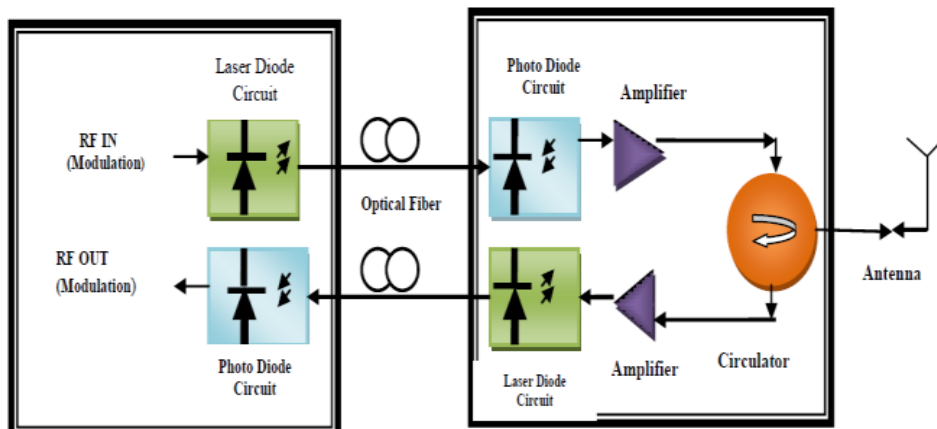 Laser Diode
Circuit
RF IN
(Modulation)
Optical Fiber
RF OUT
(Modulation)
Photo Diode
Circuit
Photo Diode
Circuit
Amplifier
Laser Diode
Circuit
Amplifier
Circulator
Antenna